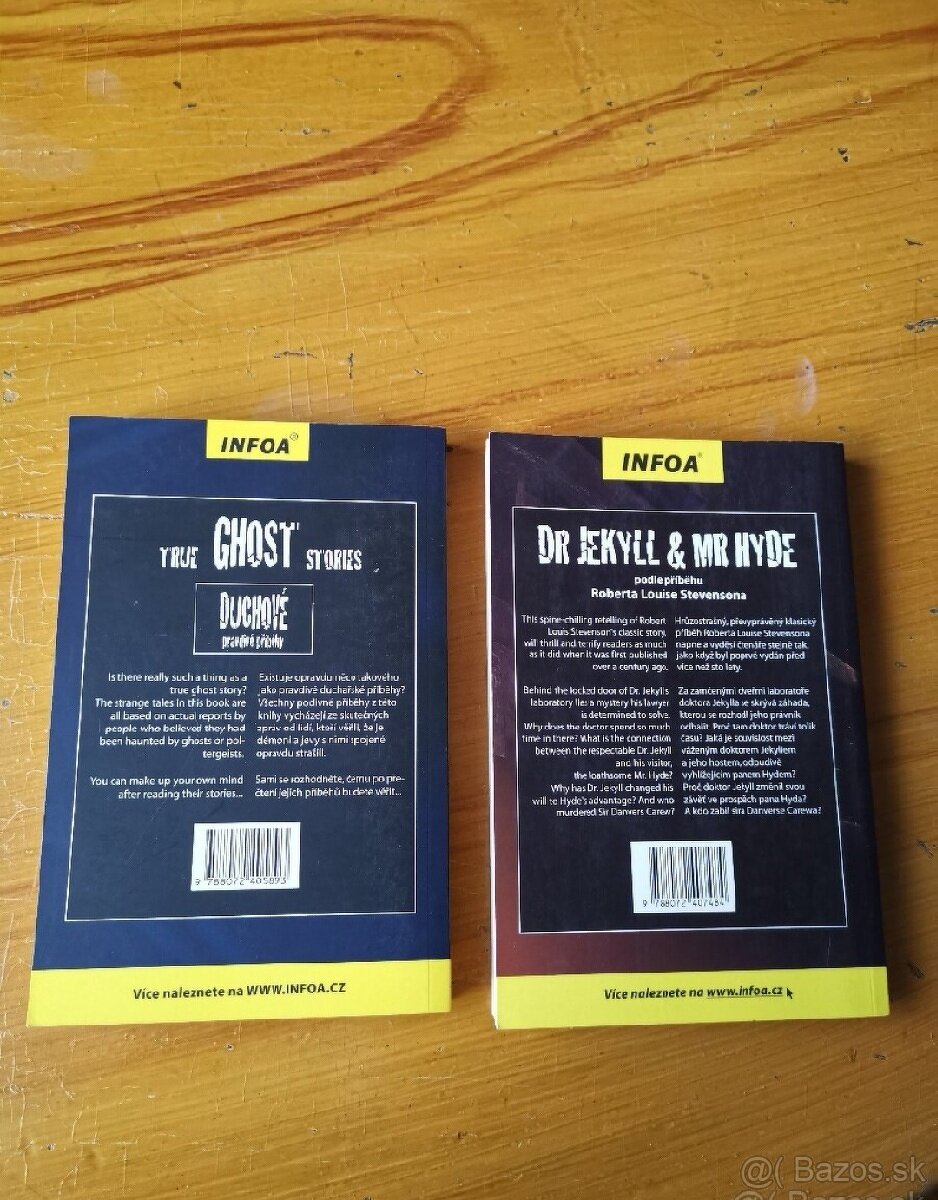 INFOA®
TRUE GHOST STORIES
DUCHOVÉ
pravdivé příběhy
Is there really such a thing as a
true ghost story?
The strange tales in this book are
all based on actual reports by
people who believed they had
been haunted by ghosts or pol-
tergeists.
You can make up your own mind
after reading their stories...
Existuje opravdu něco takového
jako pravdivé duchařské příběhy?
Všechny podivné příběhy z této
knihy vycházejí ze skutečných
zpráv od lidí, kteří věřili, že je
démoni a jevy s nimi spojené
opravdu strašili.
Sami se rozhodněte, čemu po pře-
čtení jejich příběhů budete věřit...
9 788072 405893
Více naleznete na WWW.INFOA.CZ
INFOA®
DR JEKYLL & MR HYDE
podle příběhu
Roberta Louise Stevensona
This spine-chilling retelling of Robert
Louis Stevenson's classic story,
will thrill and terrify readers as much
as it did when it was first published
over a century ago.
Behind the locked door of Dr. Jekyll's
laboratory lies a mystery his lawyer
is determined to solve.
Why does the doctor spend so much
time in there? What is the connection
between the respectable Dr. Jekyll
and his visitor,
the loathsome Mr. Hyde?
Why has Dr. Jekyll changed his
will to Hyde's advantage? And who
murdered Sir Danvers Carew?
Hrůzostrašný, převyprávěný klasický
příběh Roberta Louise Stevensona
napne a vyděsí čtenáře stejně tak,
jako když byl poprvé vydán před
více než sto lety.
Za zamčenými dveřmi laboratoře
doktora Jekylla se skrývá záhada,
kterou se rozhodl jeho právník
odhalit. Proč tam doktor tráví tolik
času? Jaká je souvislost mezi
váženým doktorem Jekyllem
a jeho hostem, odpudivě
vyhlížejícím panem Hydem?
Proč doktor Jekyll změnil svou
závěť ve prospěch pana Hyda?
A kdo zabil sira Danverse Carewa?
9 788072 407484
Více naleznete na www.infoa.cz
@( Bazos.sk
@( Bazos.sk